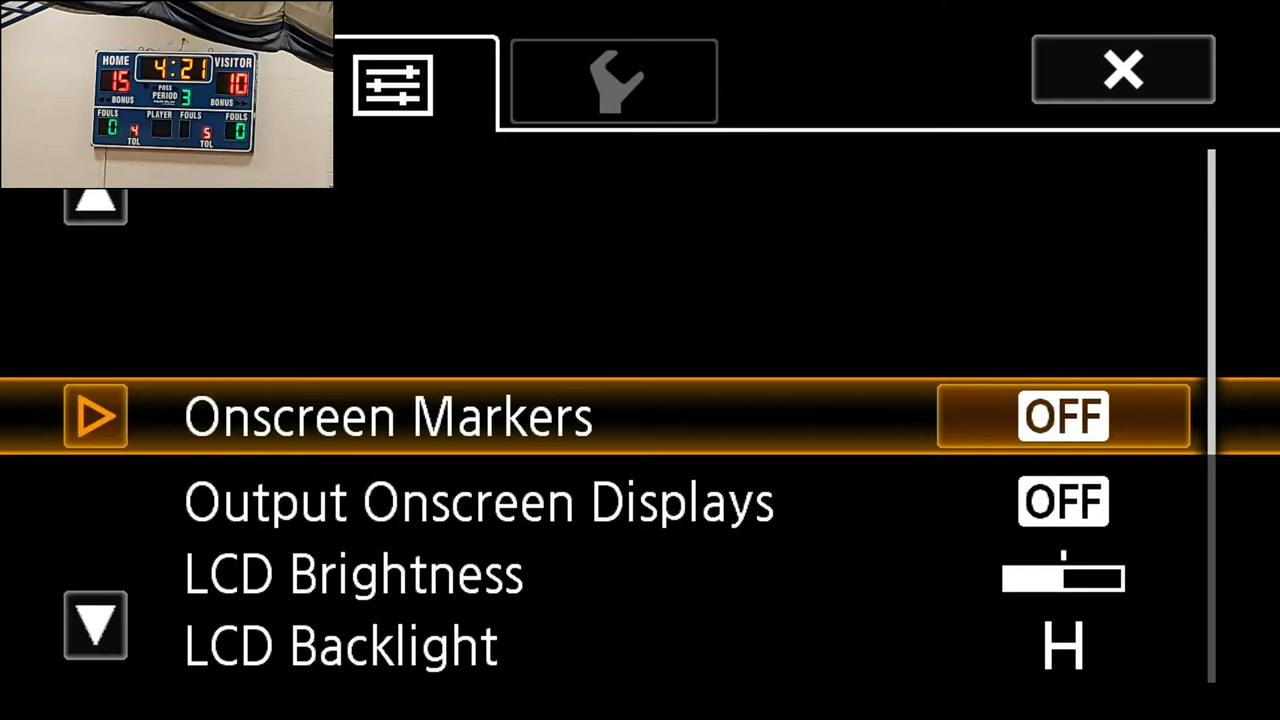 HOME 4:21 VISITOR
15 10
POSS
PERIOD 3
BONUS BONUS
FOULS PLAYER FOULS FOULS
0 4 5 0
TOL TOL
Onscreen Markers OFF
Output Onscreen Displays OFF
LCD Brightness
LCD Backlight H